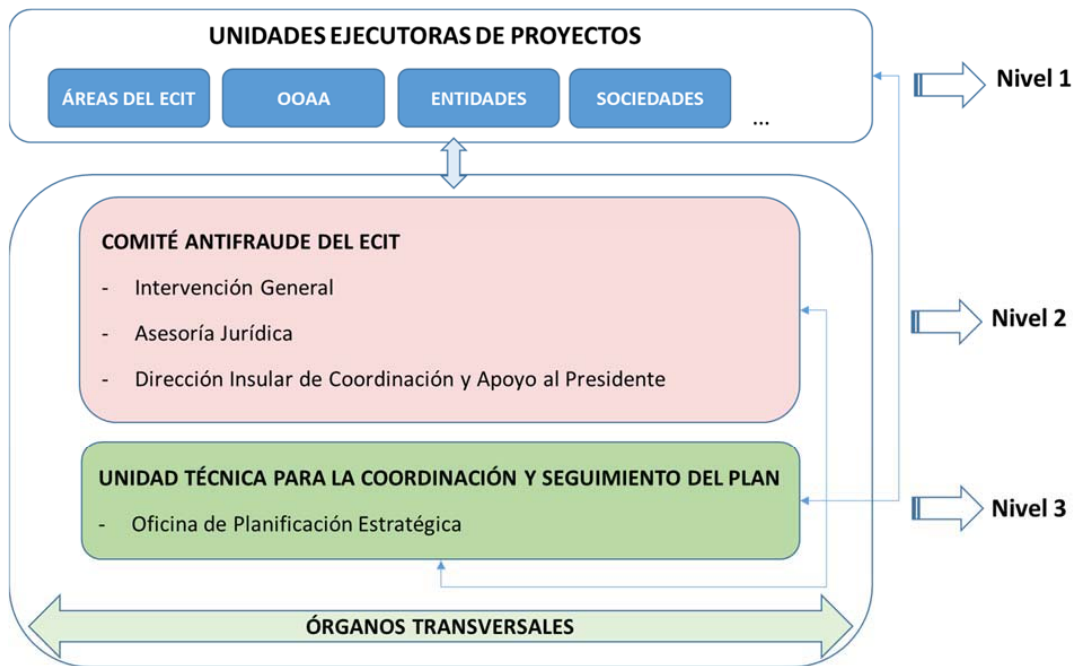 UNIDADES EJECUTORAS DE PROYECTOS
ÁREAS DEL ECIT
OOAA
ENTIDADES
SOCIEDADES
...
Nivel 1
COMITÉ ANTIFRAUDE DEL ECIT
- Intervención General
- Asesoría Jurídica
- Dirección Insular de Coordinación y Apoyo al Presidente
Nivel 2
UNIDAD TÉCNICA PARA LA COORDINACIÓN Y SEGUIMIENTO DEL PLAN
- Oficina de Planificación Estratégica
Nivel 3
ÓRGANOS TRANSVERSALES